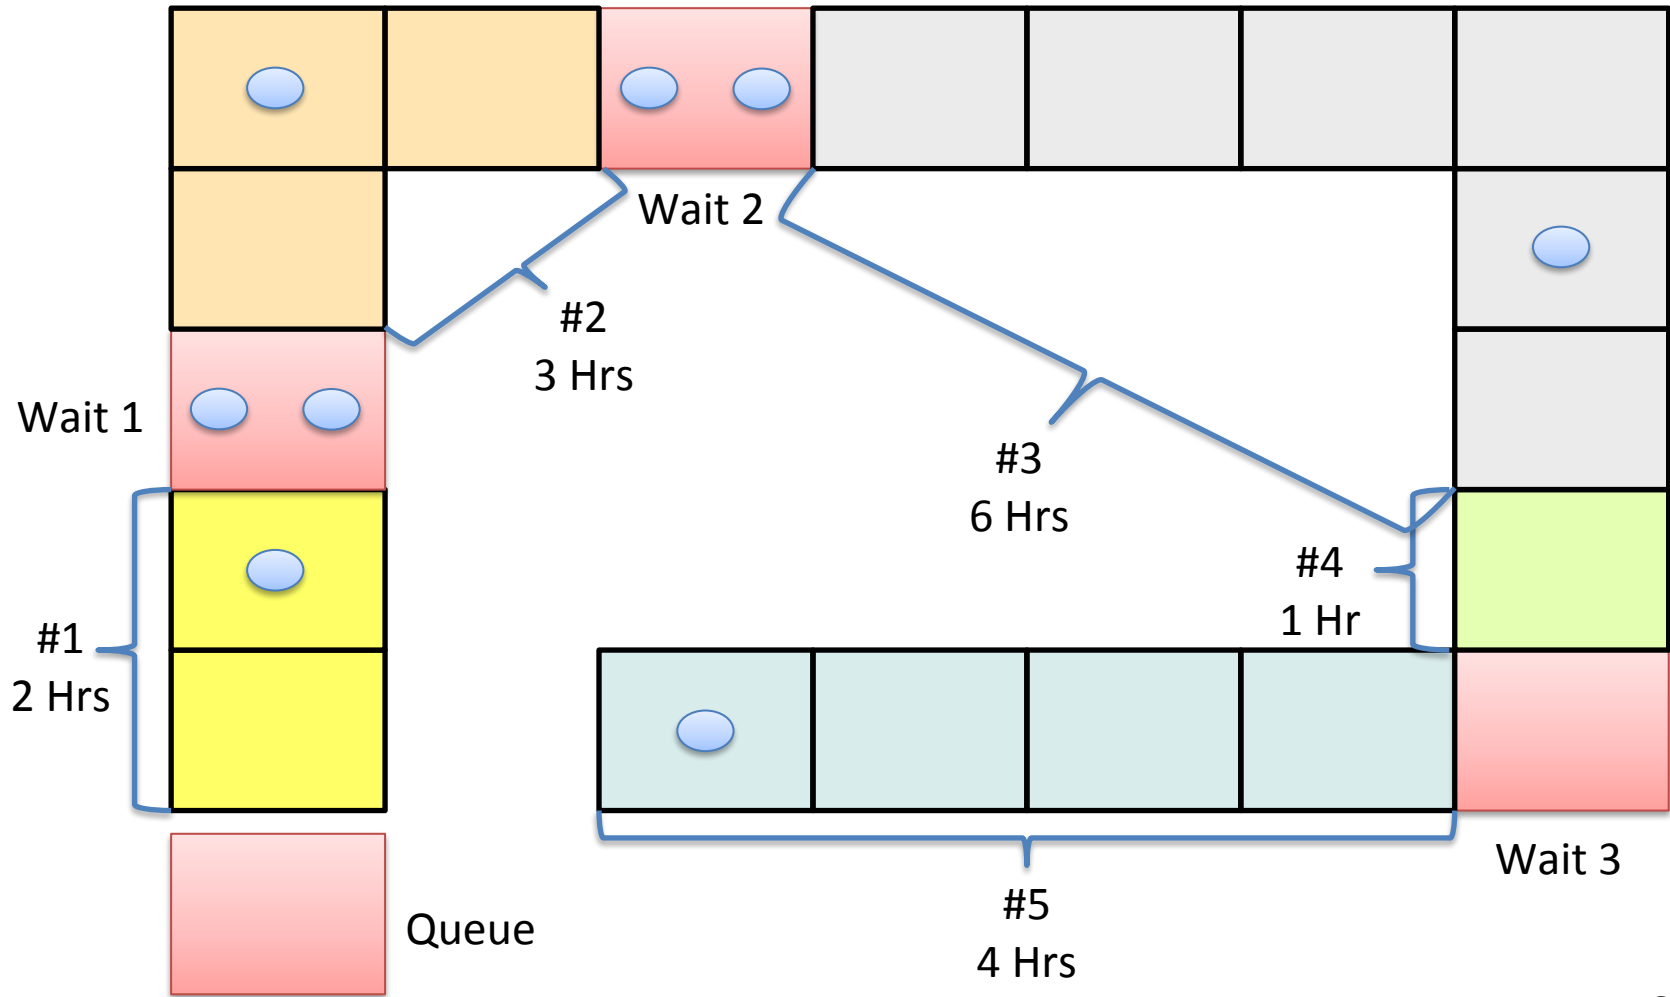 Wait 2
#2
3 Hrs
Wait 1
#3
6 Hrs
#4
1 Hr
#1
2 Hrs
Wait 3
#5
4 Hrs
Queue